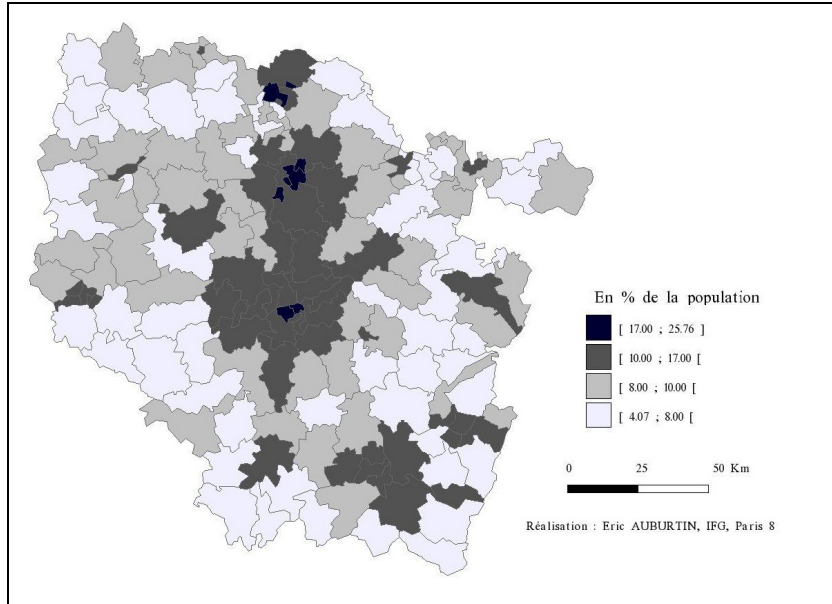 En % de la population
[ 17.00 ; 25.76 ]
[ 10.00 ; 17.00 [
[ 8.00 ; 10.00 [
[ 4.07 ; 8.00 [
0 25 50 Km
Réalisation : Eric AUBURTIN, IFG, Paris 8